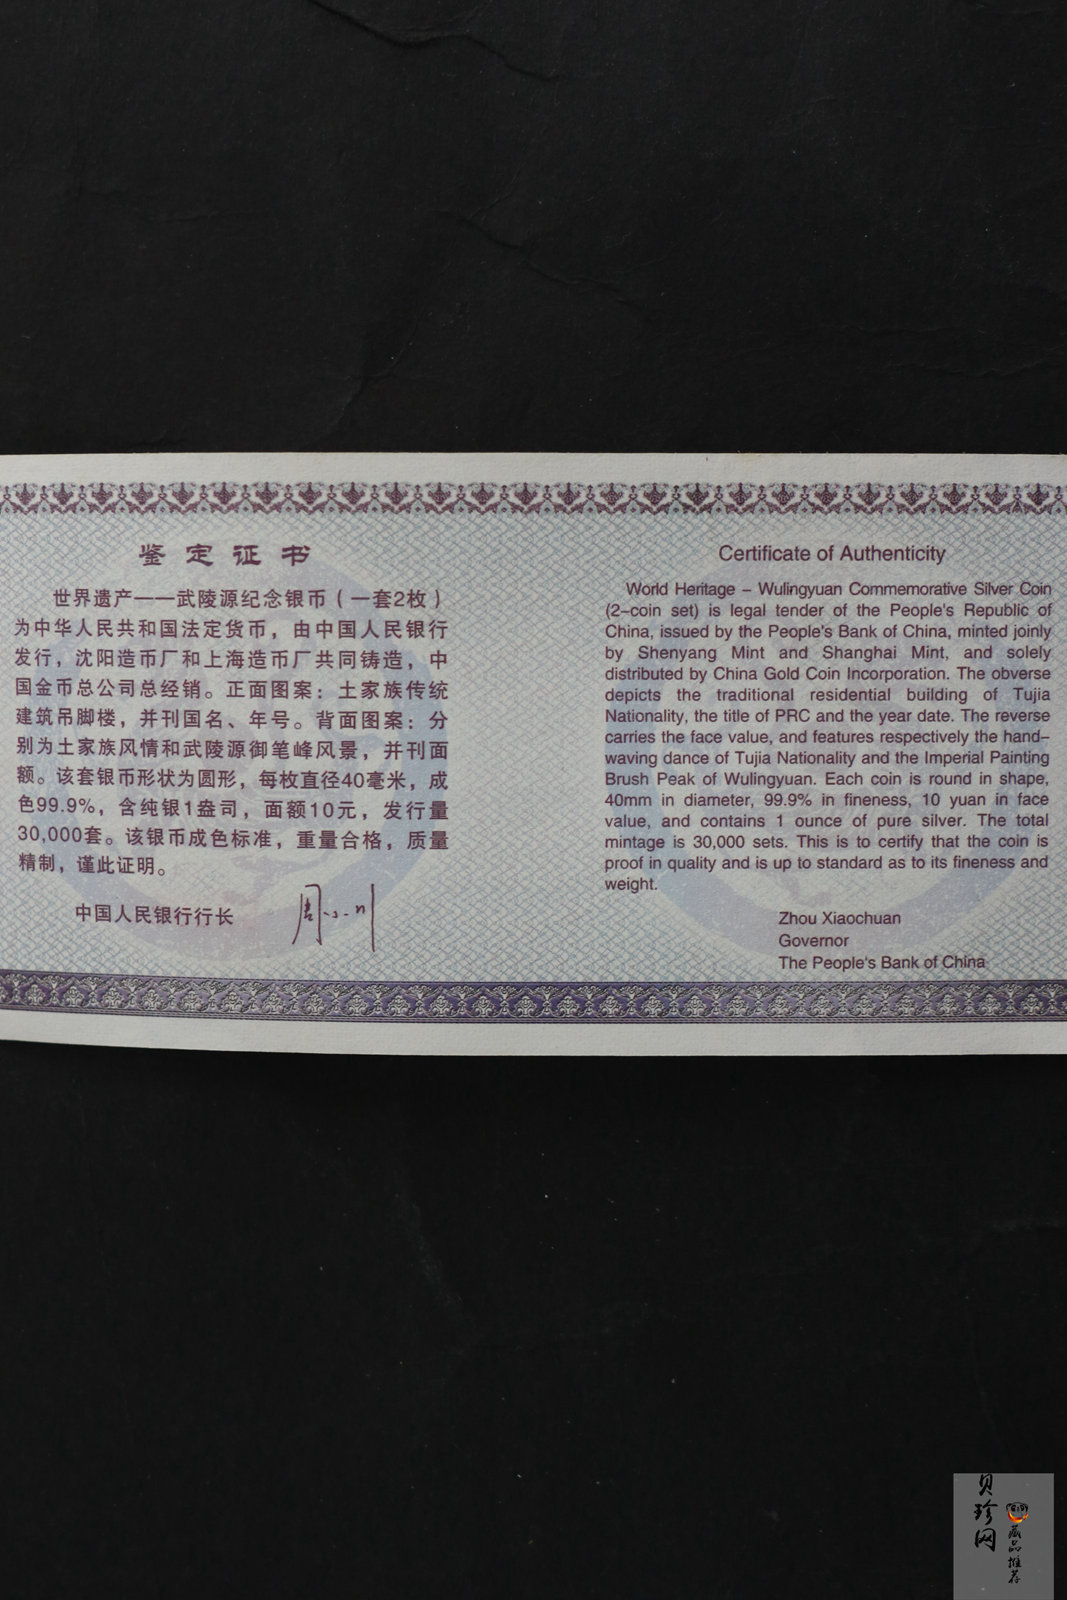 鉴定证书
世界遗产——武陵源纪念银币（一套2枚）
为中华人民共和国法定货币，由中国人民银行
发行，沈阳造币厂和上海造币厂共同铸造，中
国金币总公司总经销。正面图案：土家族传统
建筑吊脚楼，并刊国名、年号。背面图案：分
别为土家族风情和武陵源御笔峰风景，并刊面
额。该套银币形状为圆形，每枚直径40毫米，成
色99.9%，含纯银1盎司，面额10元，发行量
30,000套。该银币成色标准，重量合格，质量
精制，谨此证明。
中国人民银行行长 周小川
Certificate of Authenticity
World Heritage – Wulingyuan Commemorative Silver Coin
(2–coin set) is legal tender of the People's Republic of
China, issued by the People's Bank of China, minted joinly
by Shenyang Mint and Shanghai Mint, and solely
distributed by China Gold Coin Incorporation. The obverse
depicts the traditional residential building of Tujia
Nationality, the title of PRC and the year date. The reverse
carries the face value, and features respectively the hand–
waving dance of Tujia Nationality and the Imperial Painting
Brush Peak of Wulingyuan. Each coin is round in shape,
40mm in diameter, 99.9% in fineness, 10 yuan in face
value, and contains 1 ounce of pure silver. The total
mintage is 30,000 sets. This is to certify that the coin is
proof in quality and is up to standard as to its fineness and
weight.
Zhou Xiaochuan
Governor
The People's Bank of China
贝珍网
藏品推荐